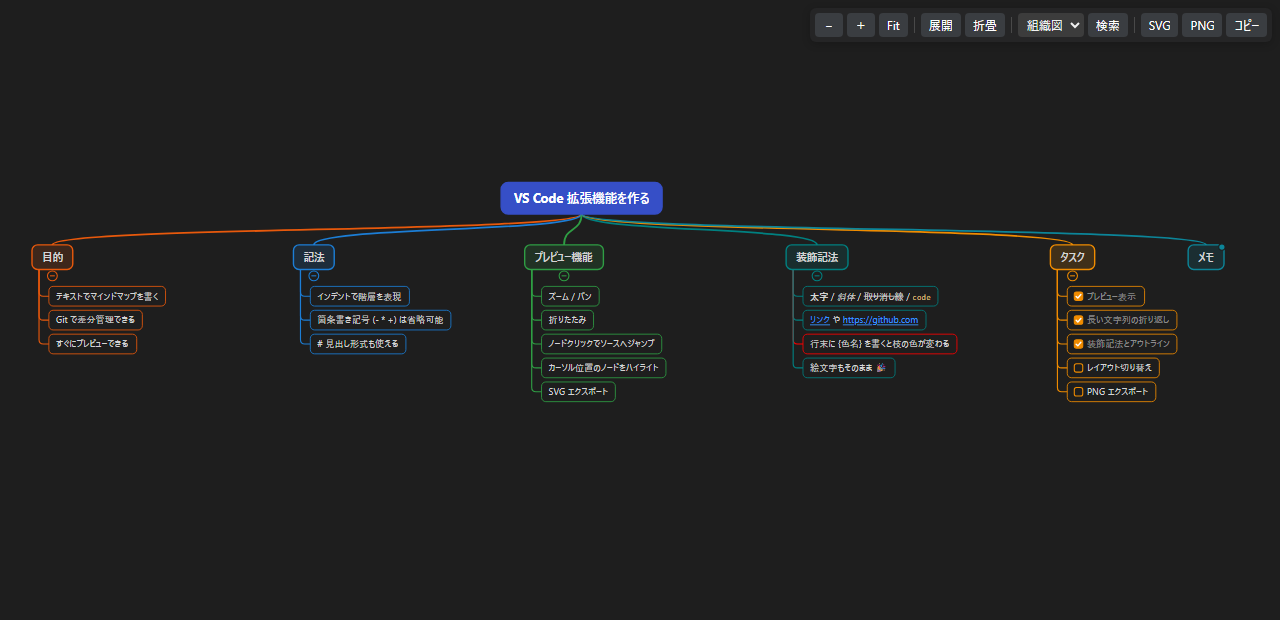 − + Fit 展開 折畳 組織図 検索 SVG PNG コピー
VS Code 拡張機能を作る
目的
テキストでマインドマップを書く
Git で差分管理できる
すぐにプレビューできる
記法
インデントで階層を表現
箇条書き記号 (- * +) は省略可能
# 見出し形式も使える
プレビュー機能
ズーム / パン
折りたたみ
ノードクリックでソースへジャンプ
カーソル位置のノードをハイライト
SVG エクスポート
装飾記法
太字 / 斜体 / 取り消し線 / code
リンク や https://github.com
行末に {色名} を書くと枝の色が変わる
絵文字もそのまま 🎉
タスク
プレビュー表示
長い文字列の折り返し
装飾記法とアウトライン
レイアウト切り替え
PNG エクスポート
メモ